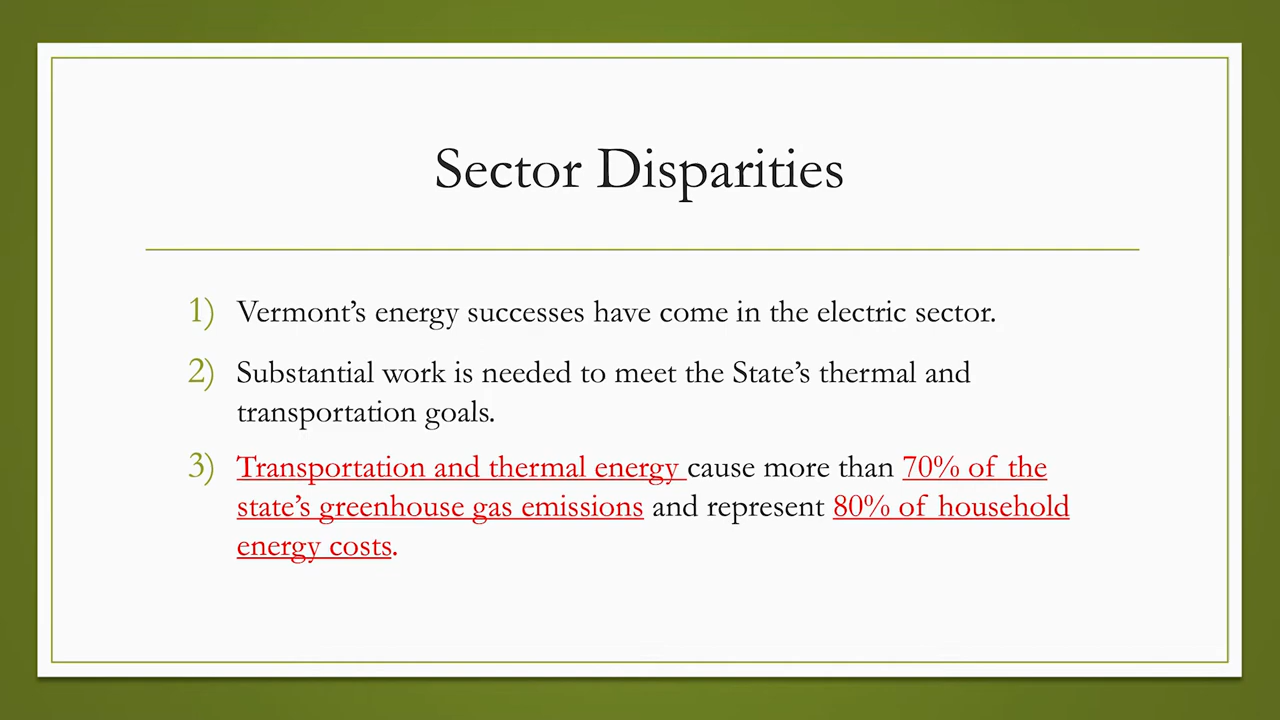 Sector Disparities
1) Vermont’s energy successes have come in the electric sector.
2) Substantial work is needed to meet the State’s thermal and
transportation goals.
3) Transportation and thermal energy cause more than 70% of the
state’s greenhouse gas emissions and represent 80% of household
energy costs.